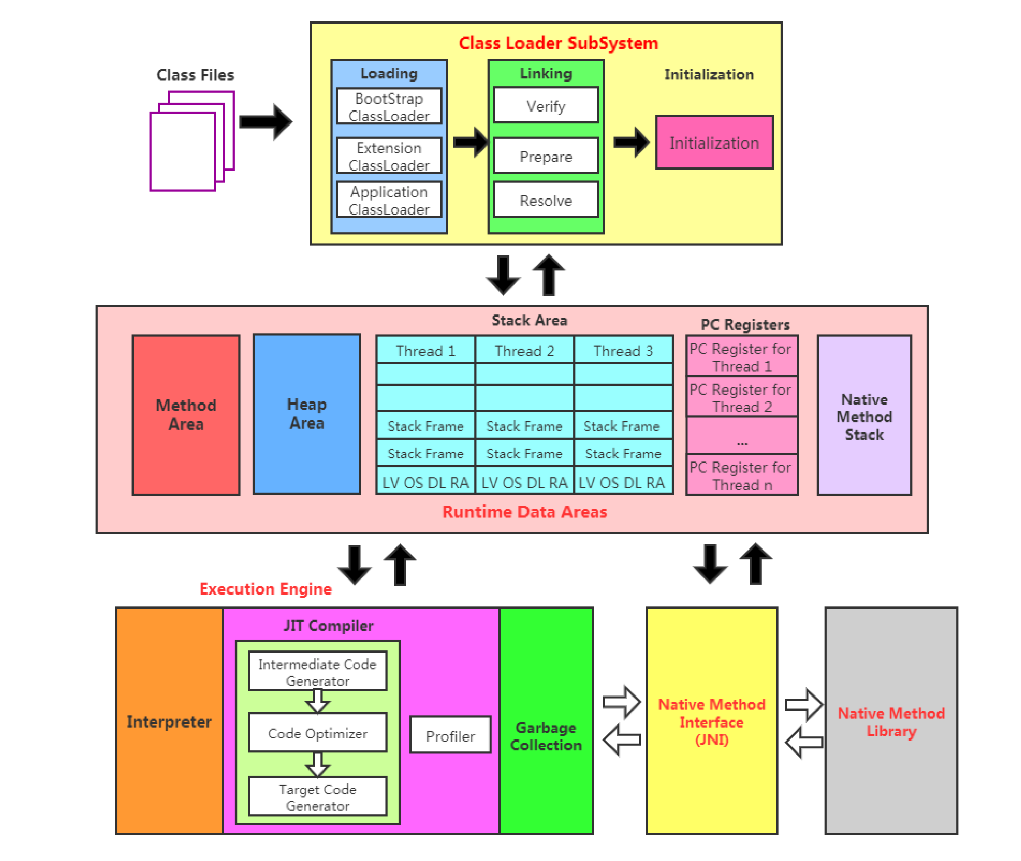 Class Loader SubSystem
Class Files
Loading
BootStrap
ClassLoader
Extension
ClassLoader
Application
ClassLoader
Linking
Verify
Prepare
Resolve
Initialization
Initialization
Stack Area
PC Registers
Method
Area
Heap
Area
Thread 1
Thread 2
Thread 3
Stack Frame
Stack Frame
Stack Frame
Stack Frame
Stack Frame
Stack Frame
LV OS DL RA
LV OS DL RA
LV OS DL RA
PC Register for
Thread 1
PC Register for
Thread 2
...
PC Register for
Thread n
Native
Method
Stack
Runtime Data Areas
Execution Engine
Interpreter
JIT Compiler
Intermediate Code
Generator
Code Optimizer
Target Code
Generator
Profiler
Garbage
Collection
Native Method
Interface
(JNI)
Native Method
Library